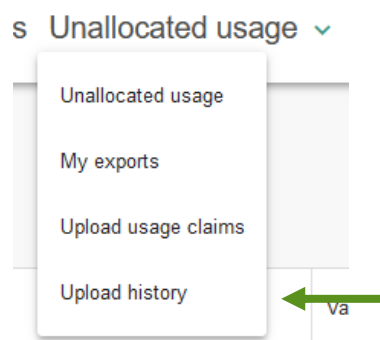 s Unallocated usage
Unallocated usage
My exports
Upload usage claims
Upload history
Va